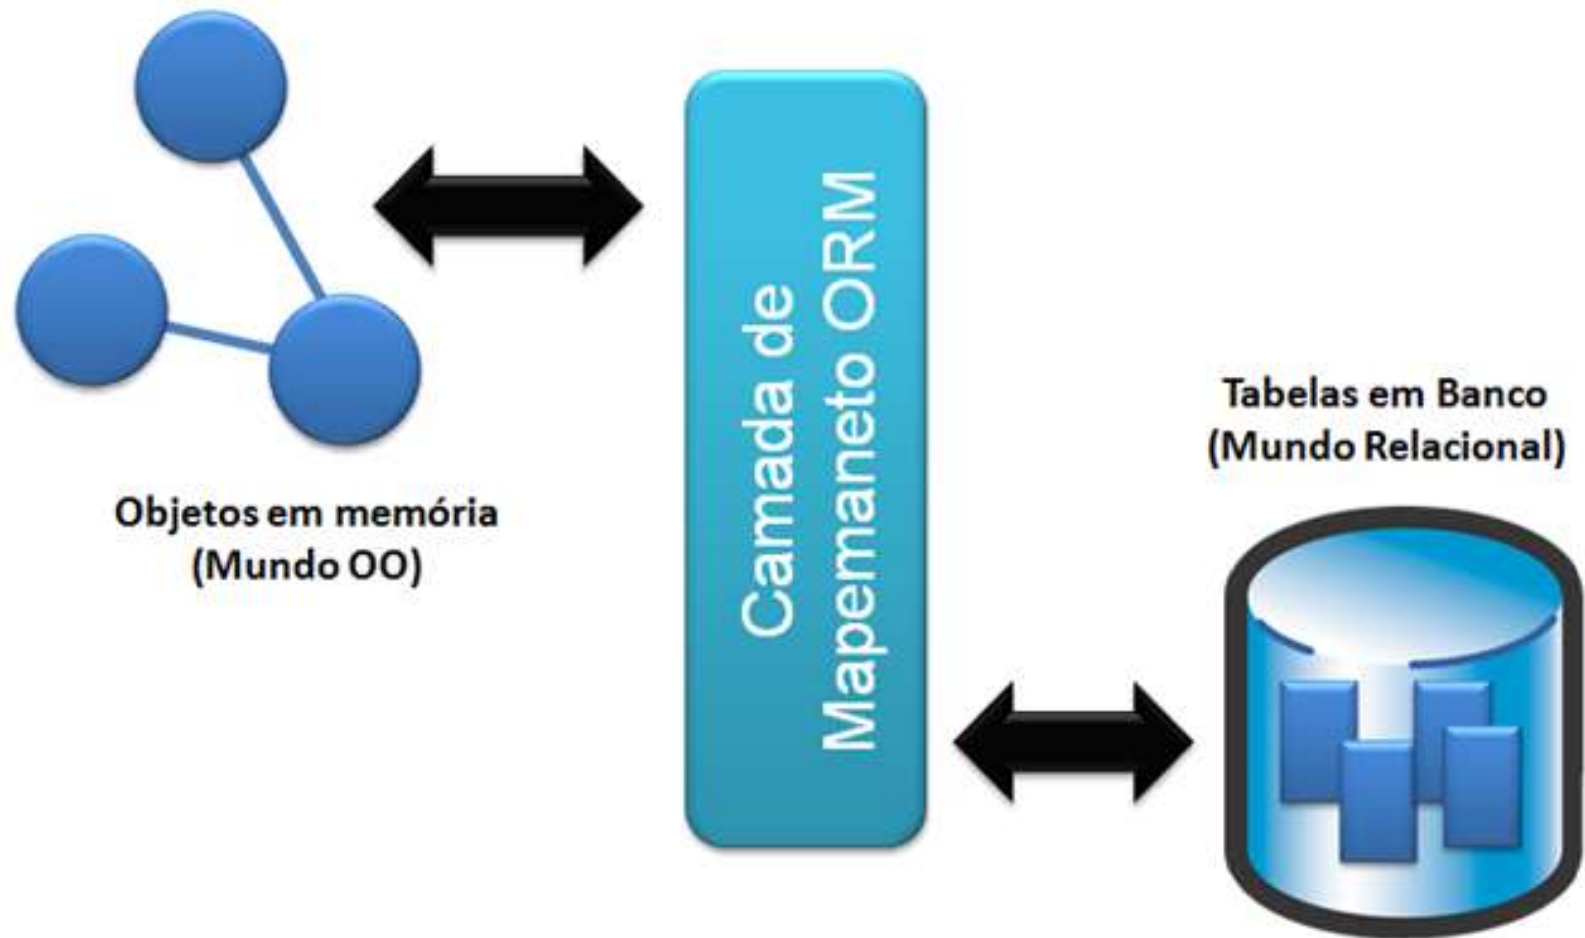 Objetos em memória
(Mundo OO)
Camada de
Mapemaneto ORM
Tabelas em Banco
(Mundo Relacional)